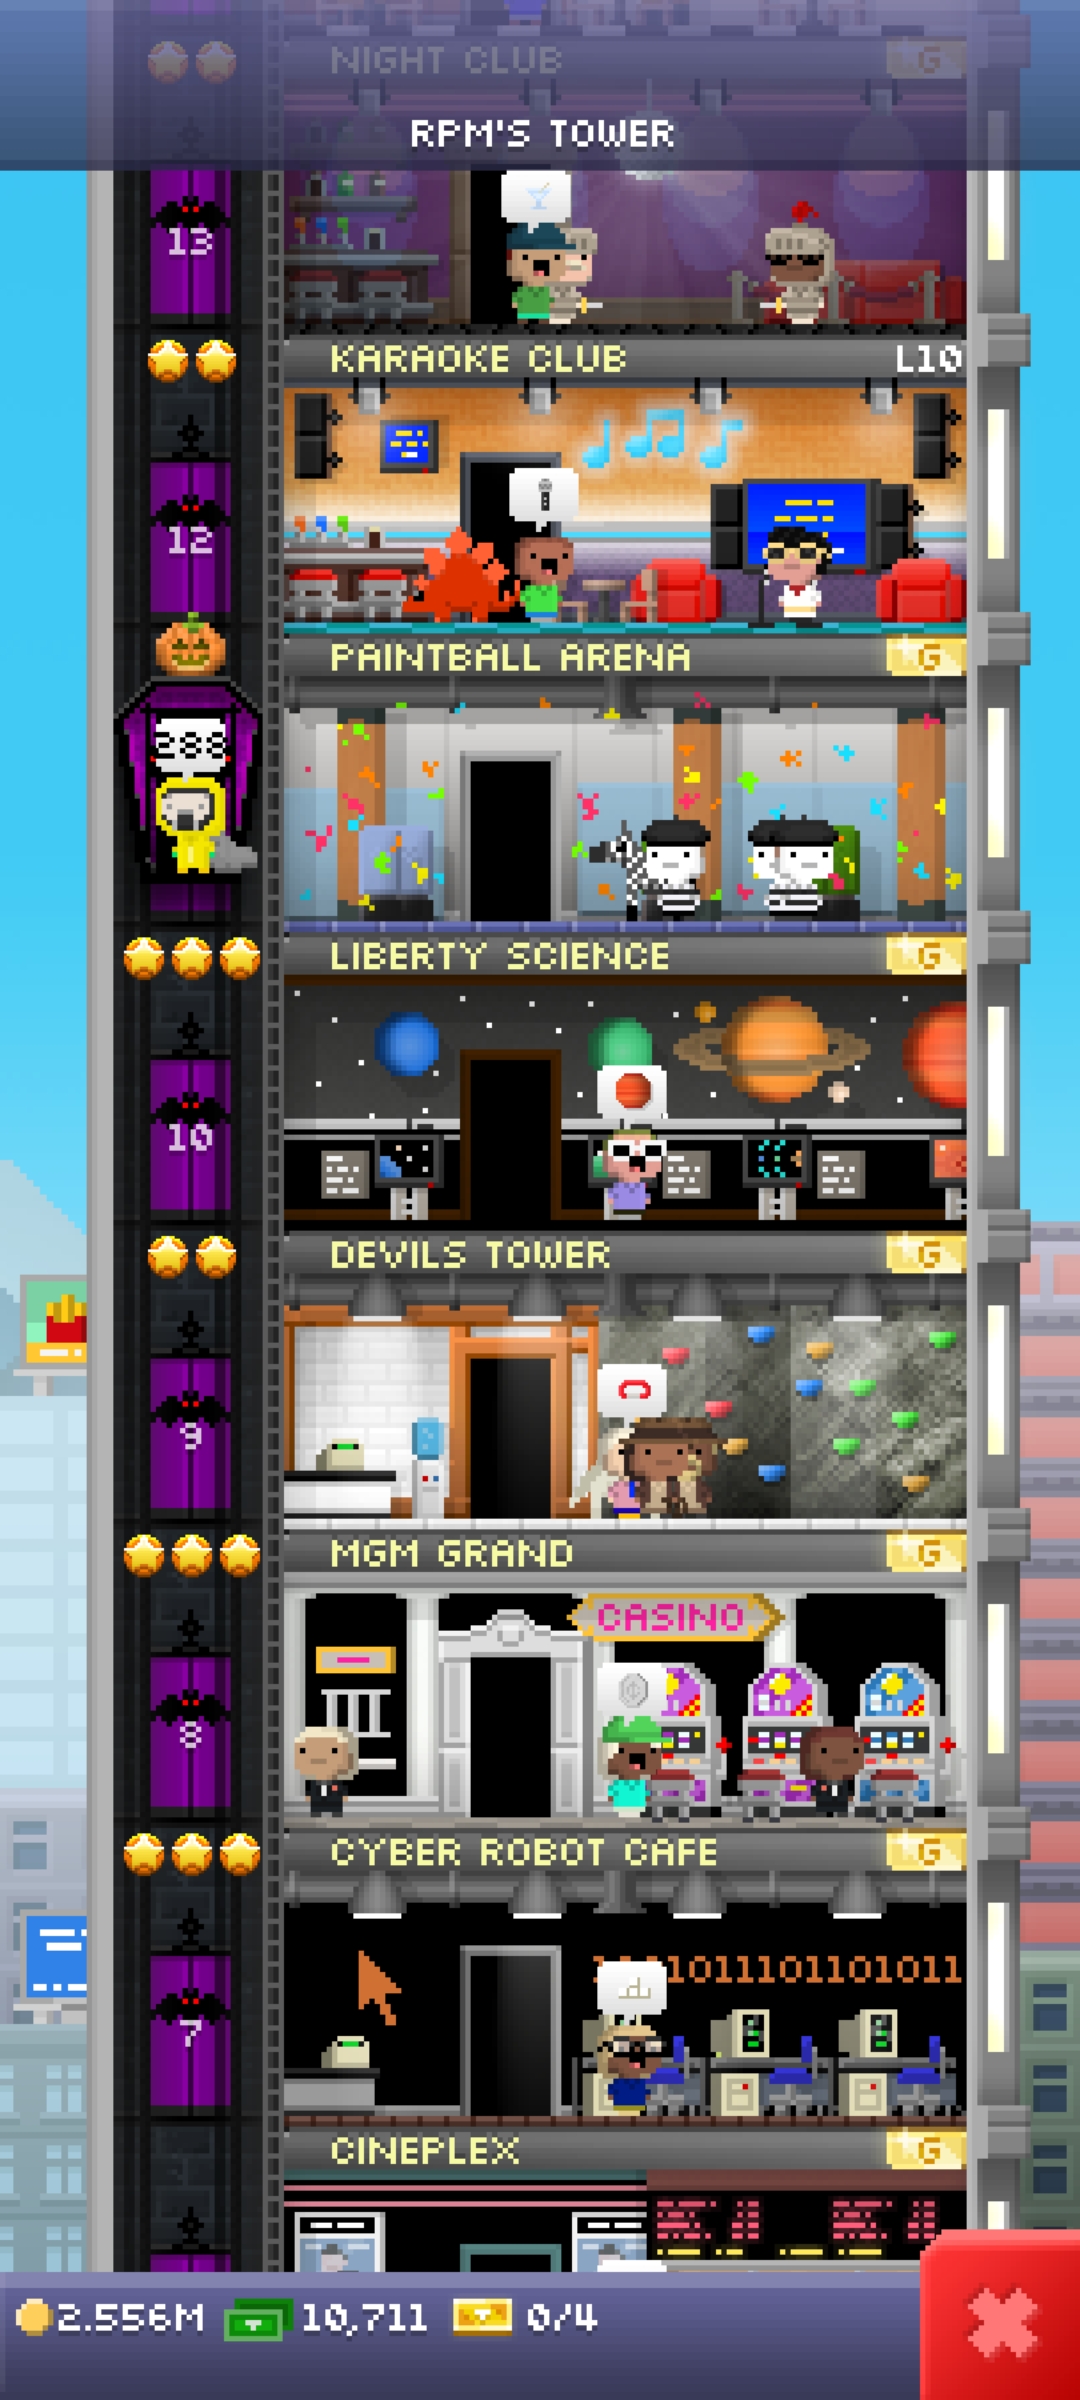 NIGHT CLUB
G
RPM'S TOWER
13
KARAOKE CLUB
L10
12
PAINTBALL ARENA
G
288
LIBERTY SCIENCE
G
10
DEVILS TOWER
G
9
MGM GRAND
G
CASINO
8
CYBER ROBOT CAFE
G
1011101101011
7
CINEPLEX
G
2.556M 10,711 0/4